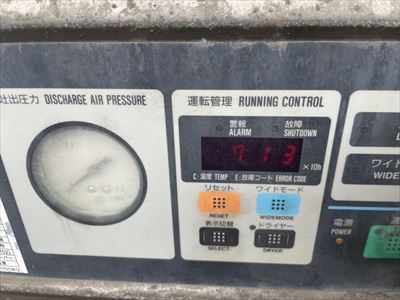 吐出圧力 DISCHARGE AIR PRESSURE
運転管理 RUNNING CONTROL
警報 故障
ALARM SHUTDOWN
713 ×10h
C:温度 TEMP E:故障コード ERROR CODE
リセット ワイドモード
RESET WIDEMODE
表示切替 ドライヤー
SELECT DRYER
ワイド
WIDE
電源
POWER